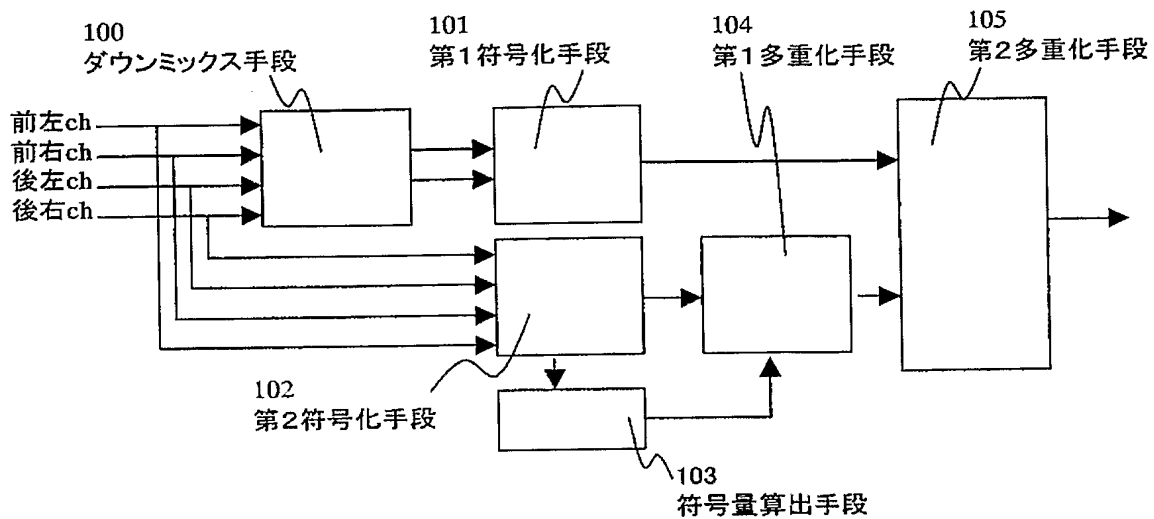 100
ダウンミックス手段
101
第1符号化手段
104
第1多重化手段
105
第2多重化手段
前左ch
前右ch
後左ch
後右ch
102
第2符号化手段
103
符号量算出手段